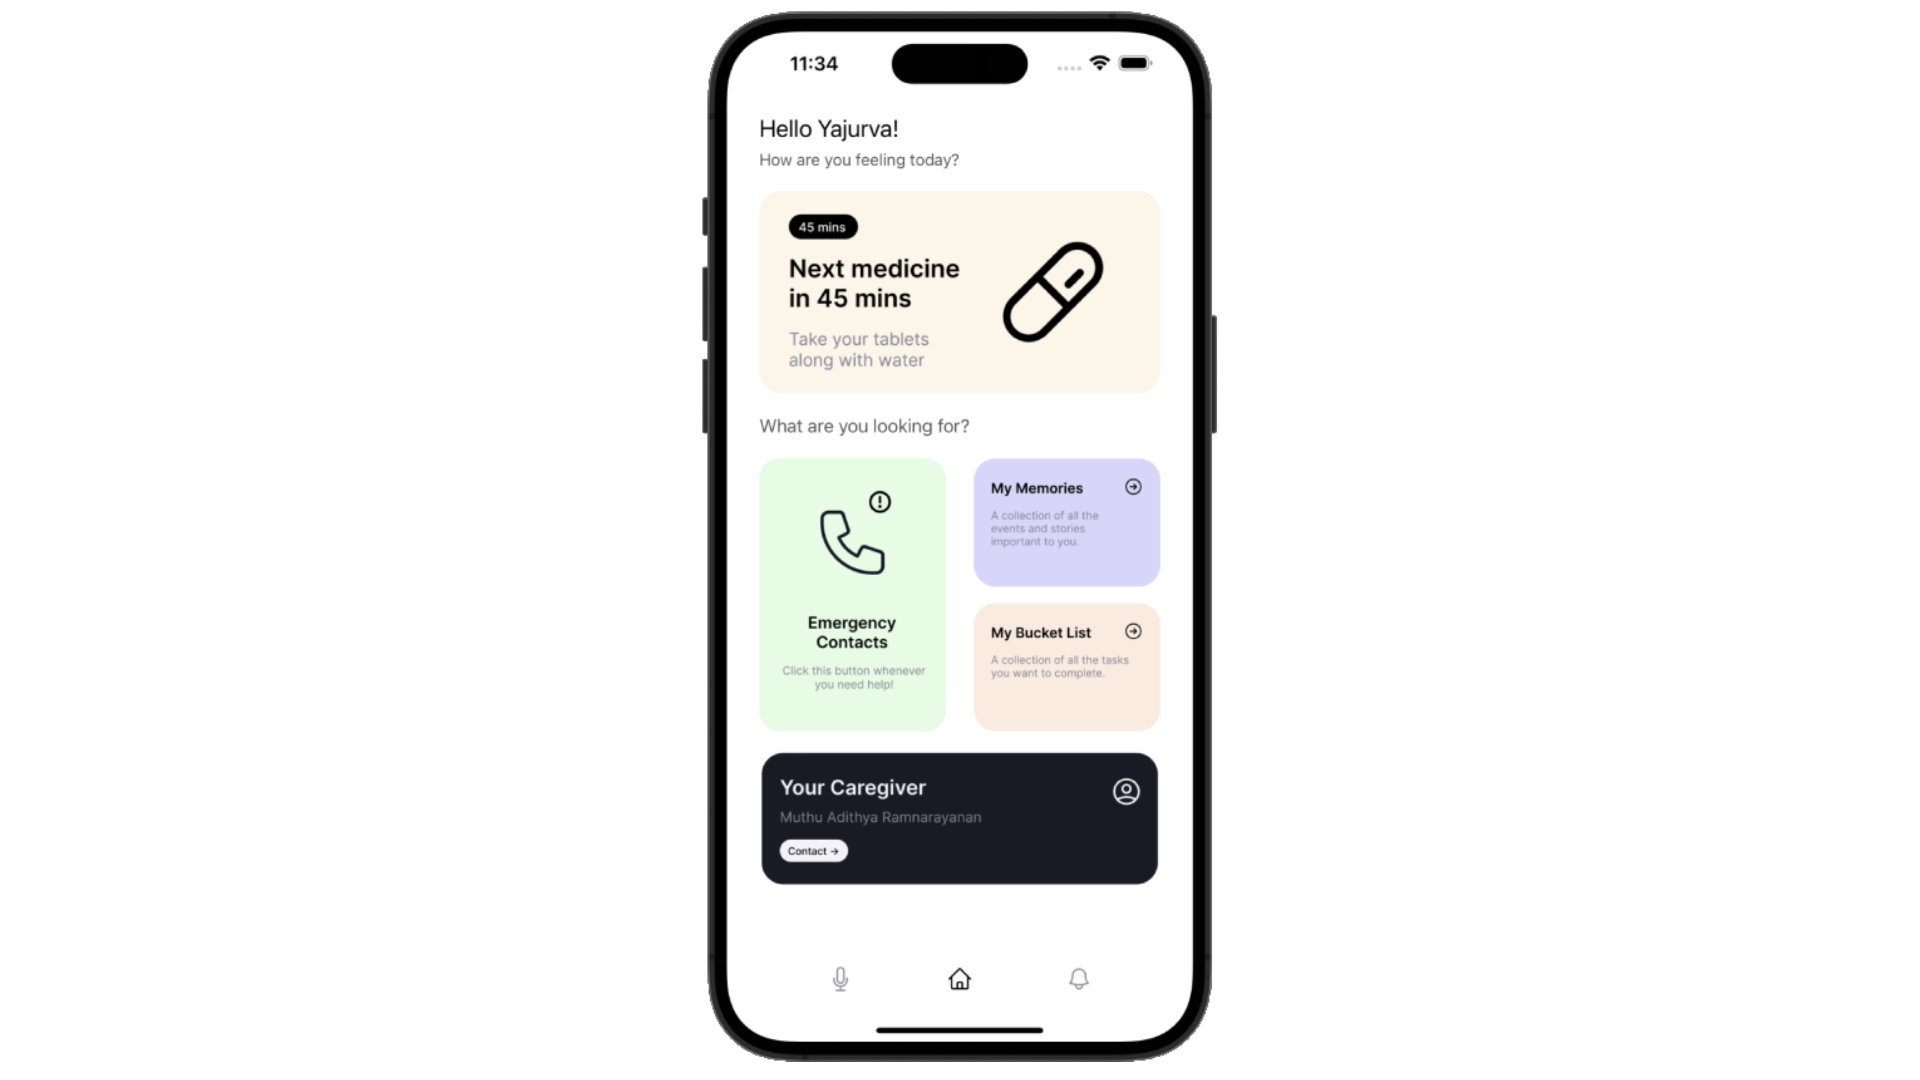 11:34
Hello Yajurva!
How are you feeling today?
45 mins
Next medicine
in 45 mins
Take your tablets
along with water
What are you looking for?
Emergency
Contacts
Click this button whenever
you need help!
My Memories
A collection of all the
events and stories
important to you.
My Bucket List
A collection of all the tasks
you want to complete.
Your Caregiver
Muthu Adithya Ramnarayanan
Contact →